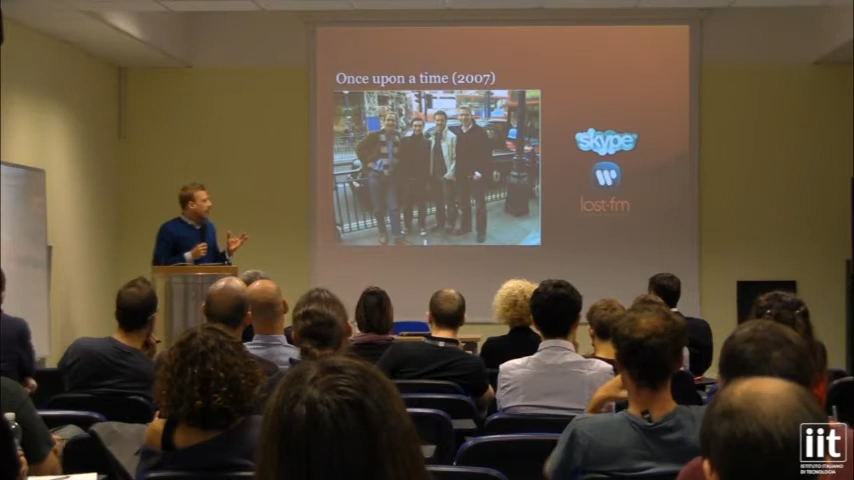 Once upon a time (2007)
skype
last.fm
iit
ISTITUTO ITALIANO
DI TECNOLOGIA